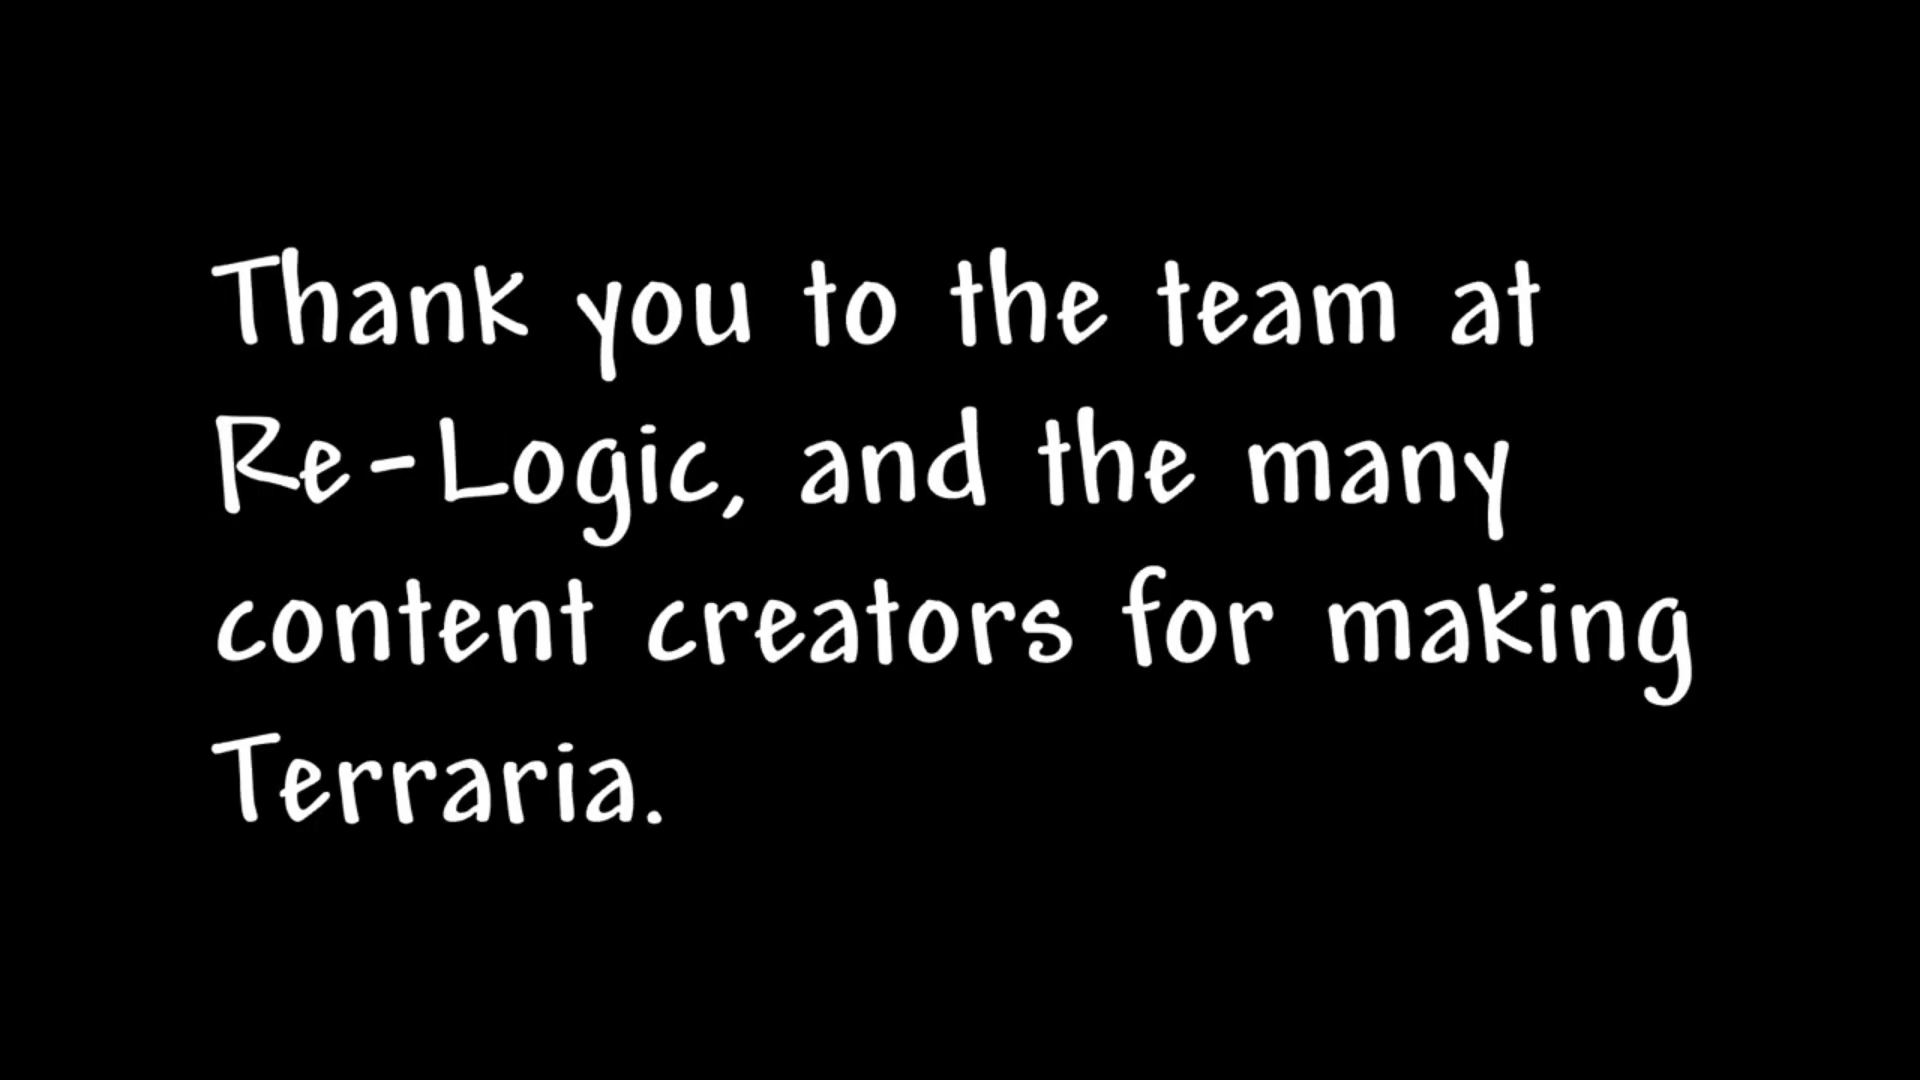 Thank you to the team at
Re-Logic, and the many
content creators for making
Terraria.